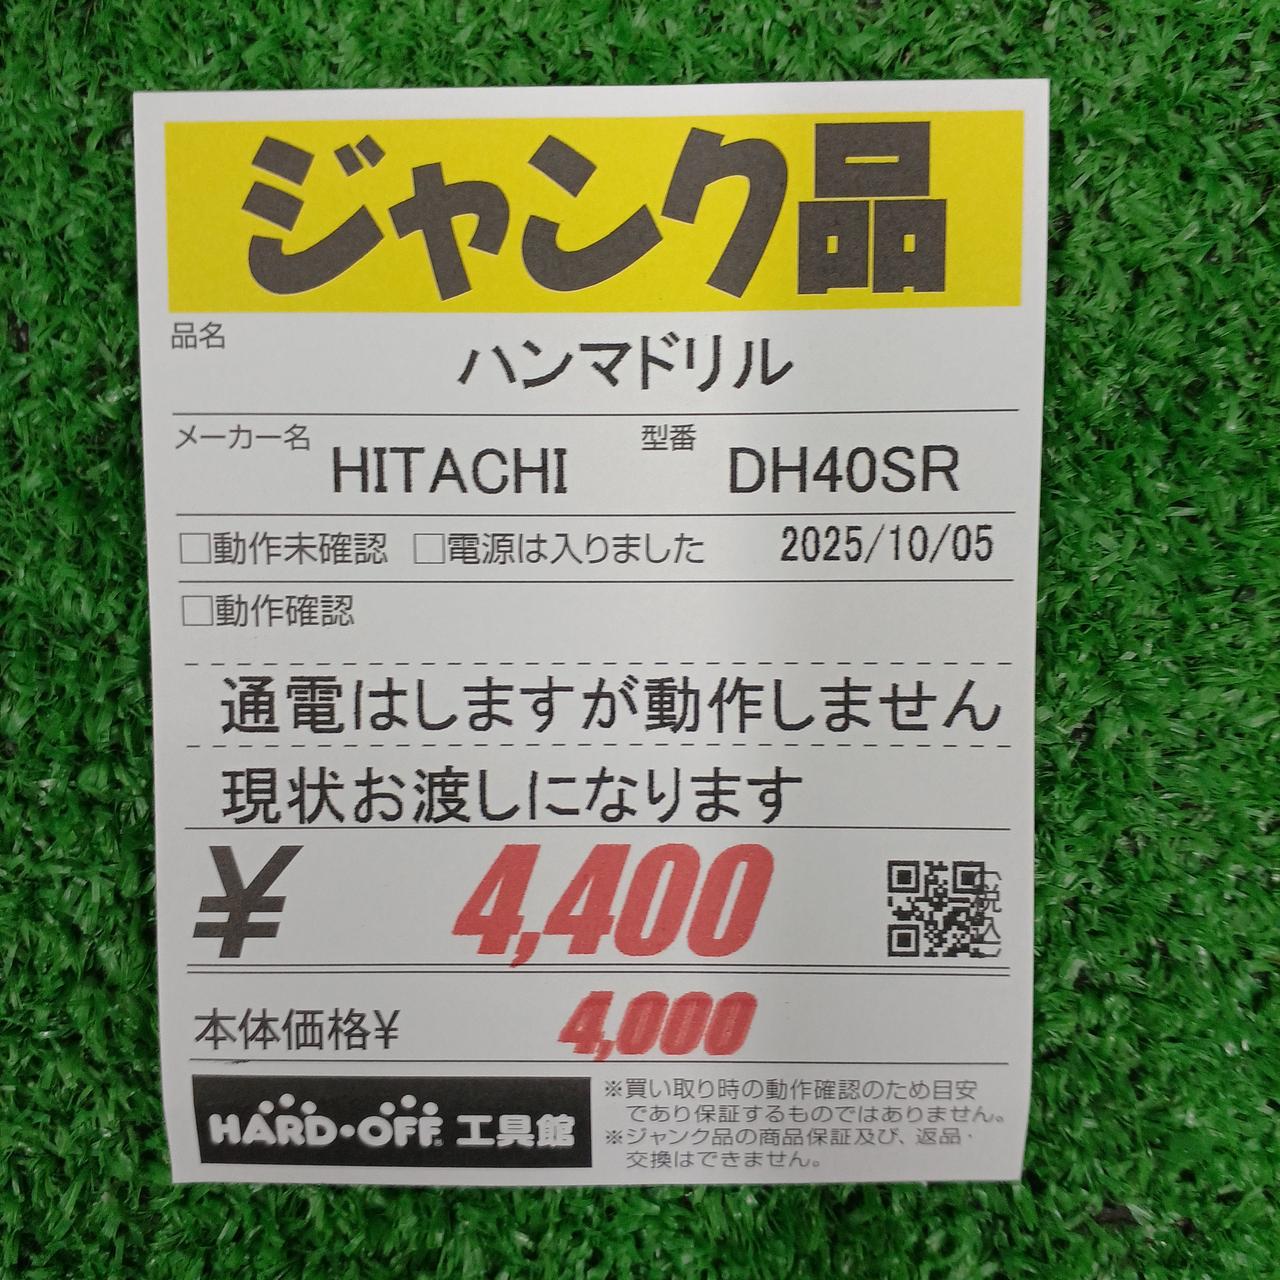 ジャンク品
品名
ハンマドリル
メーカー名 HITACHI 型番 DH40SR
□動作未確認 □電源は入りました 2025/10/05
□動作確認
通電はしますが動作しません
現状お渡しになります
¥ 4,400 (税込)
本体価格¥ 4,000
HARD・OFF 工具館
※買い取り時の動作確認のため目安
であり保証するものではありません。
※ジャンク品の商品保証及び、返品・
交換はできません。